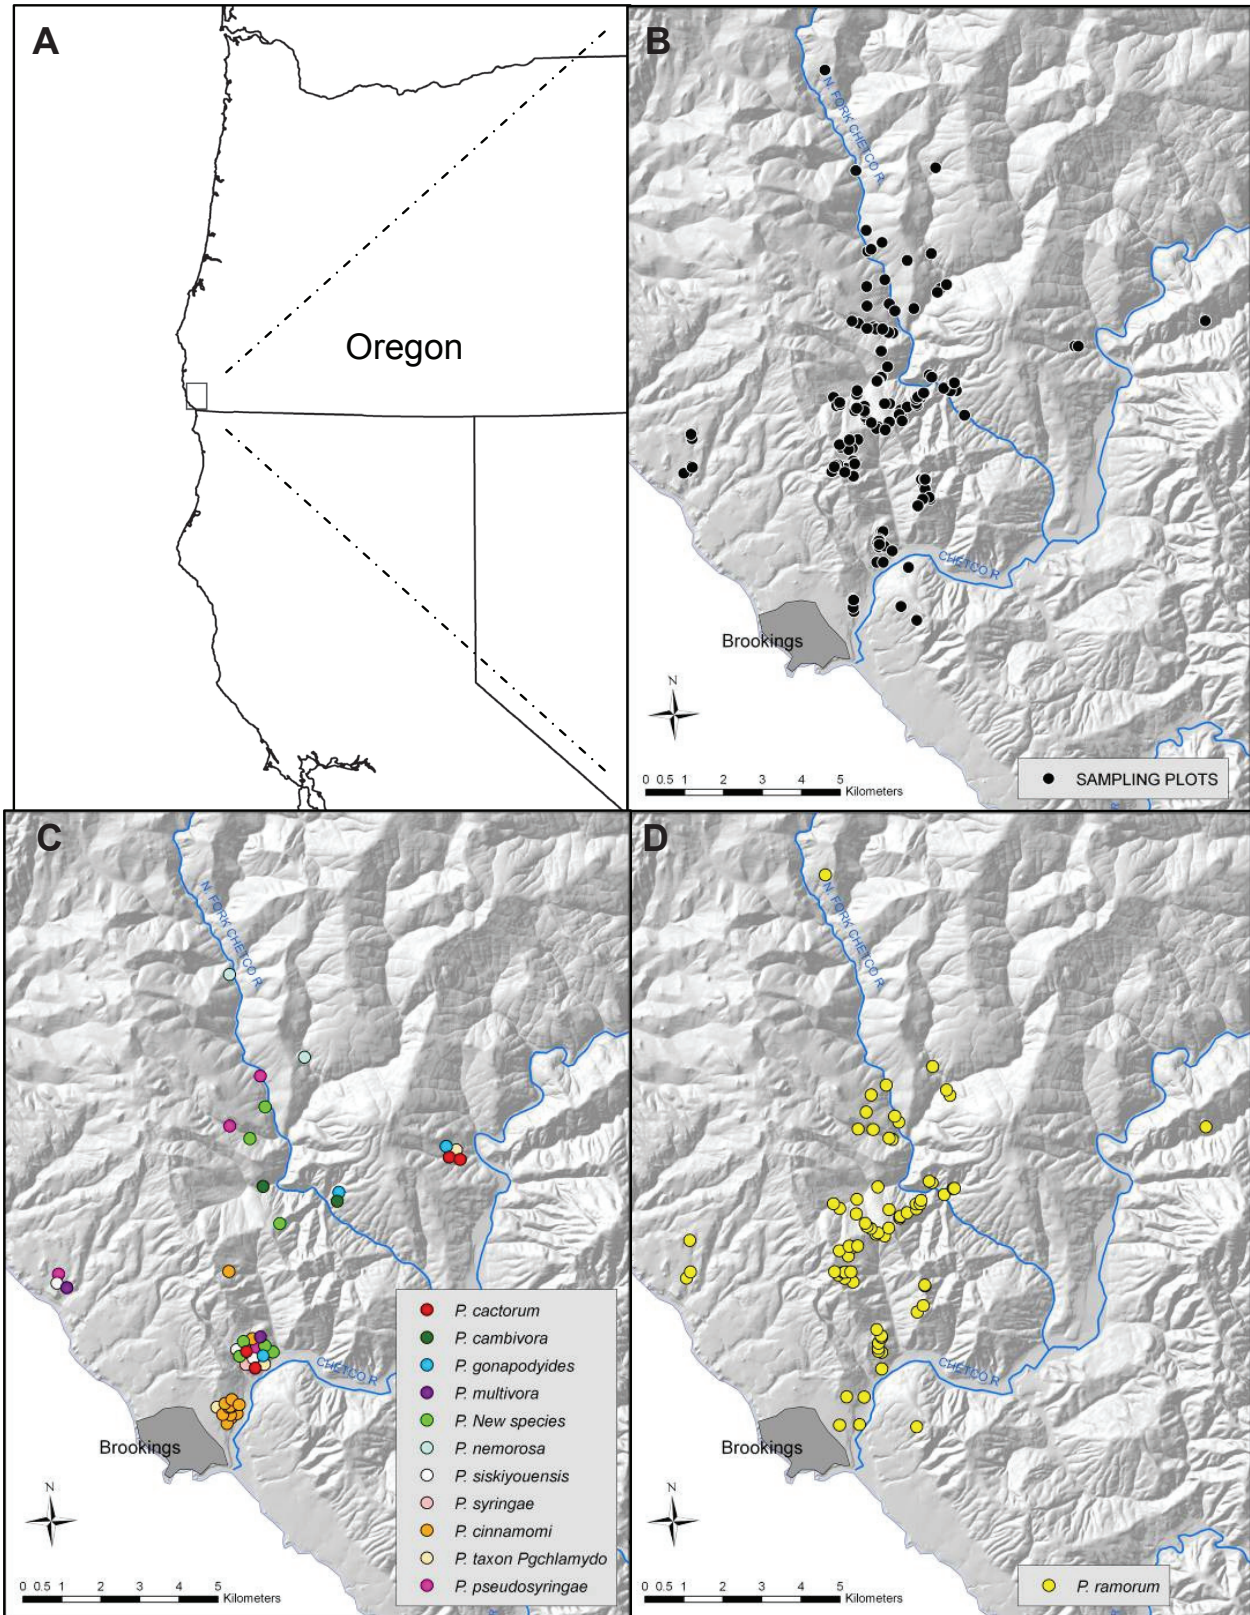 A
Oregon
B
N. FORK CHETCO R.
CHETCO R
Brookings
N
0 0.5 1 2 3 4 5
Kilometers
SAMPLING PLOTS
C
N. FORK CHETCO R.
CHETCO R
Brookings
N
0 0.5 1 2 3 4 5
Kilometers
P. cactorum
P. cambivora
P. gonapodyides
P. multivora
P. New species
P. nemorosa
P. siskiyouensis
P. syringae
P. cinnamomi
P. taxon Pgchlamydo
P. pseudosyringae
D
N. FORK CHETCO R.
CHETCO R
Brookings
N
0 0.5 1 2 3 4 5
Kilometers
P. ramorum